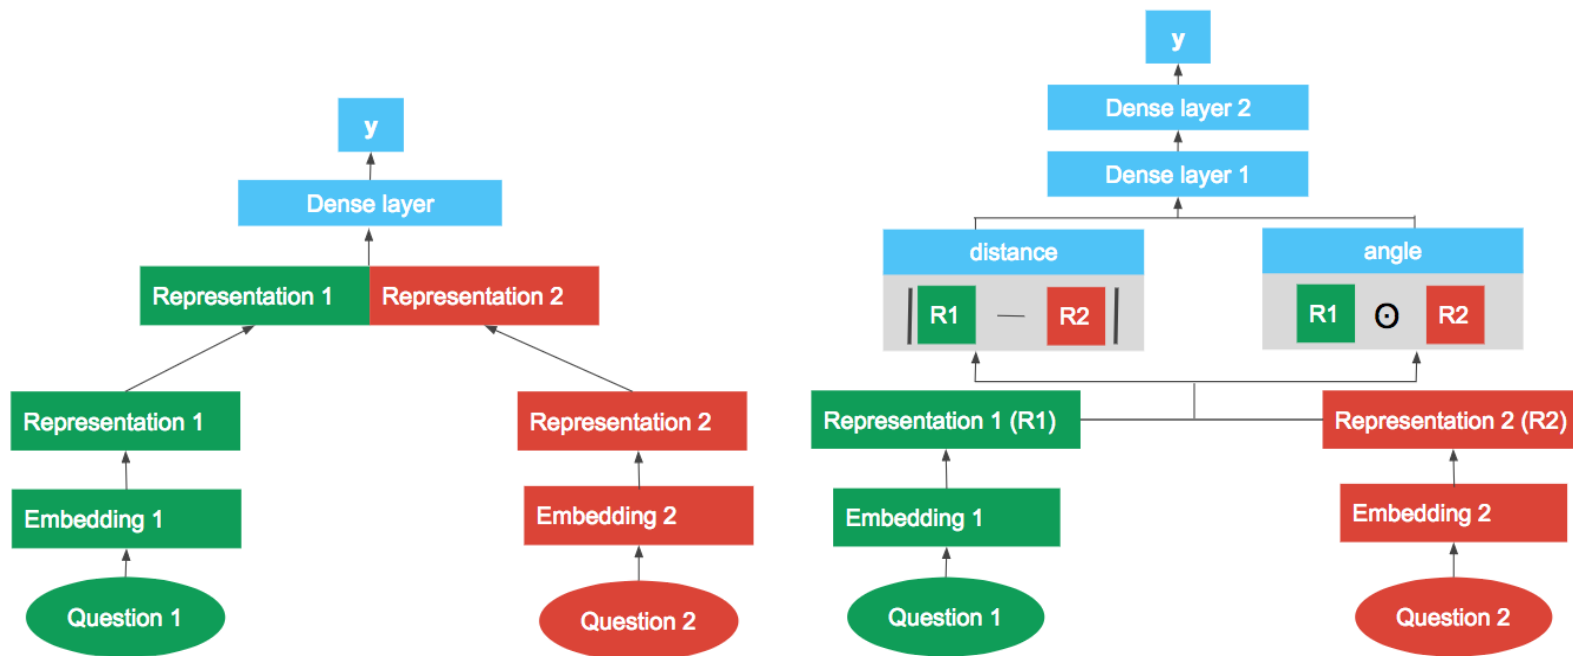 y
Dense layer
Representation 1 Representation 2
Representation 1
Representation 2
Embedding 1
Embedding 2
Question 1
Question 2
y
Dense layer 2
Dense layer 1
distance
angle
| R1 — R2 |
R1 ⊙ R2
Representation 1 (R1)
Representation 2 (R2)
Embedding 1
Embedding 2
Question 1
Question 2